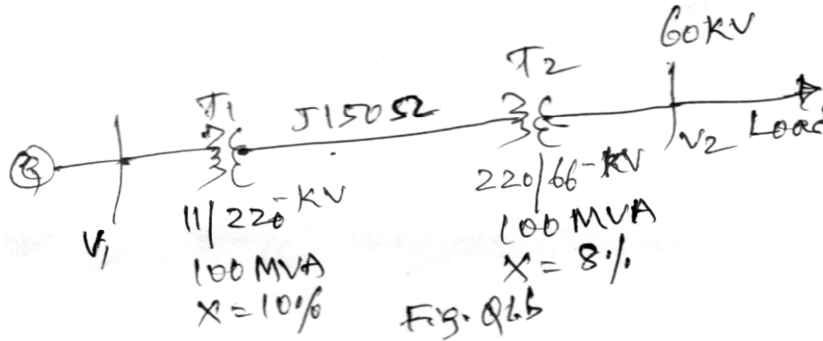 60KV
T2
T1
J150Ω
G
V2
Load
V1
11/220-KV
220/66-KV
100 MVA
100 MVA
X = 10%
X = 8%
Fig. Q1.b